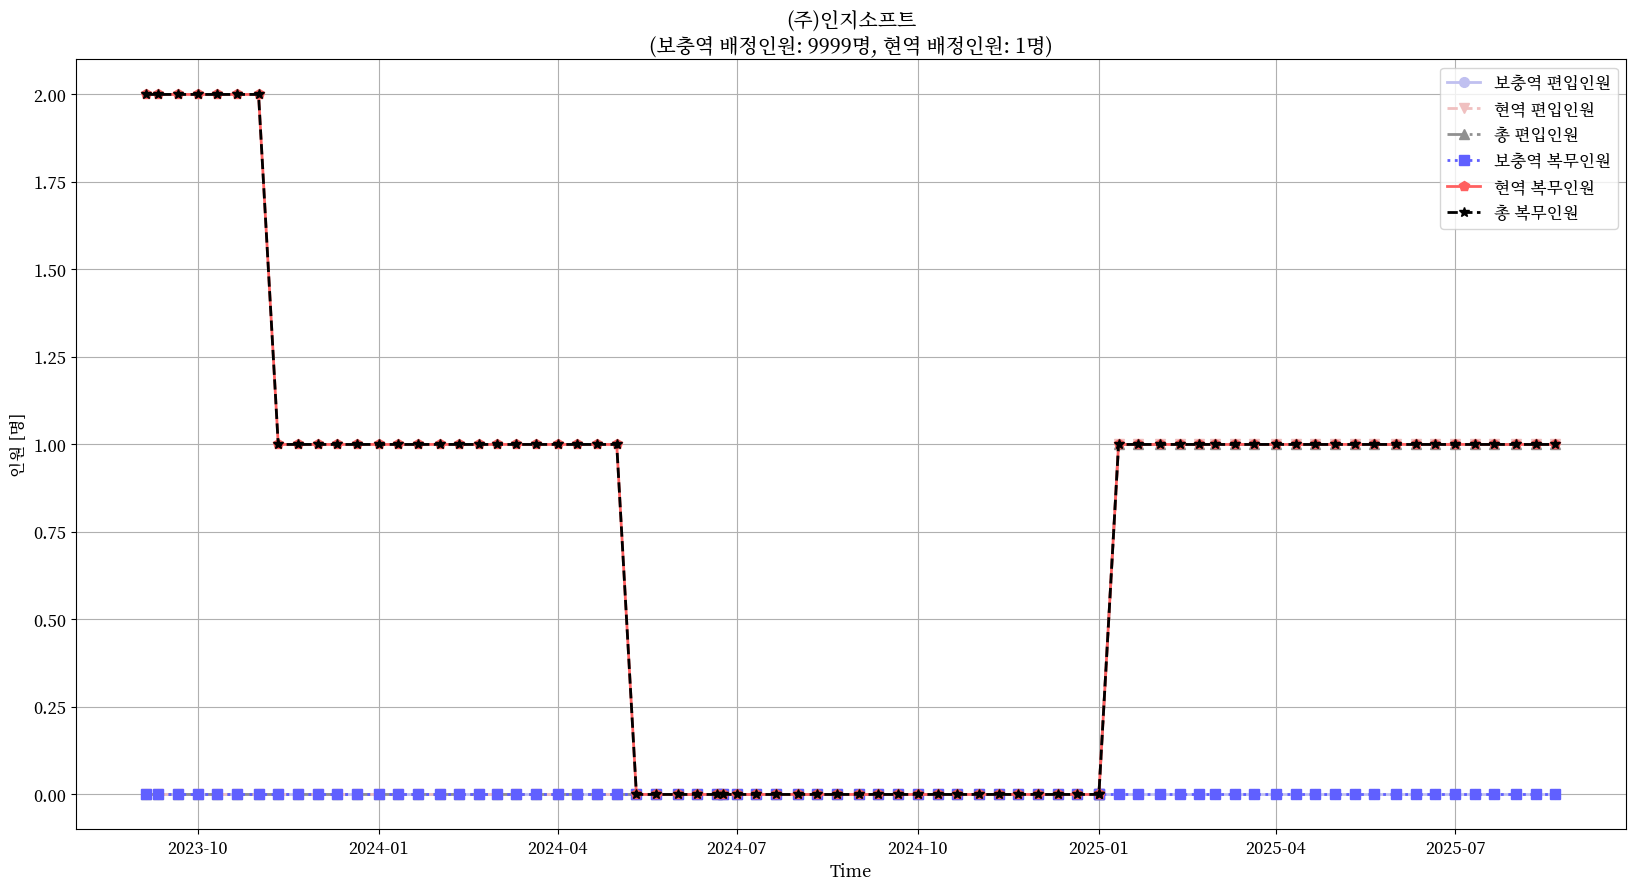 (주)인지소프트
(보충역 배정인원: 9999명, 현역 배정인원: 1명)
보충역 편입인원
현역 편입인원
총 편입인원
보충역 복무인원
현역 복무인원
총 복무인원
인원 [명]
2.00
1.75
1.50
1.25
1.00
0.75
0.50
0.25
0.00
2023-10
2024-01
2024-04
2024-07
2024-10
2025-01
2025-04
2025-07
Time